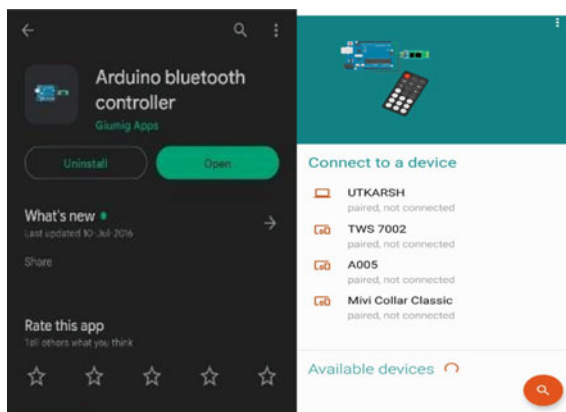 Arduino bluetooth
controller
Giumig Apps
Uninstall
Open
What's new
Last updated 10-Jul-2016
Share
Rate this app
Tell others what you think
Connect to a device
UTKARSH
paired, not connected
TWS 7002
paired, not connected
A005
paired, not connected
Mivi Collar Classic
paired, not connected
Available devices